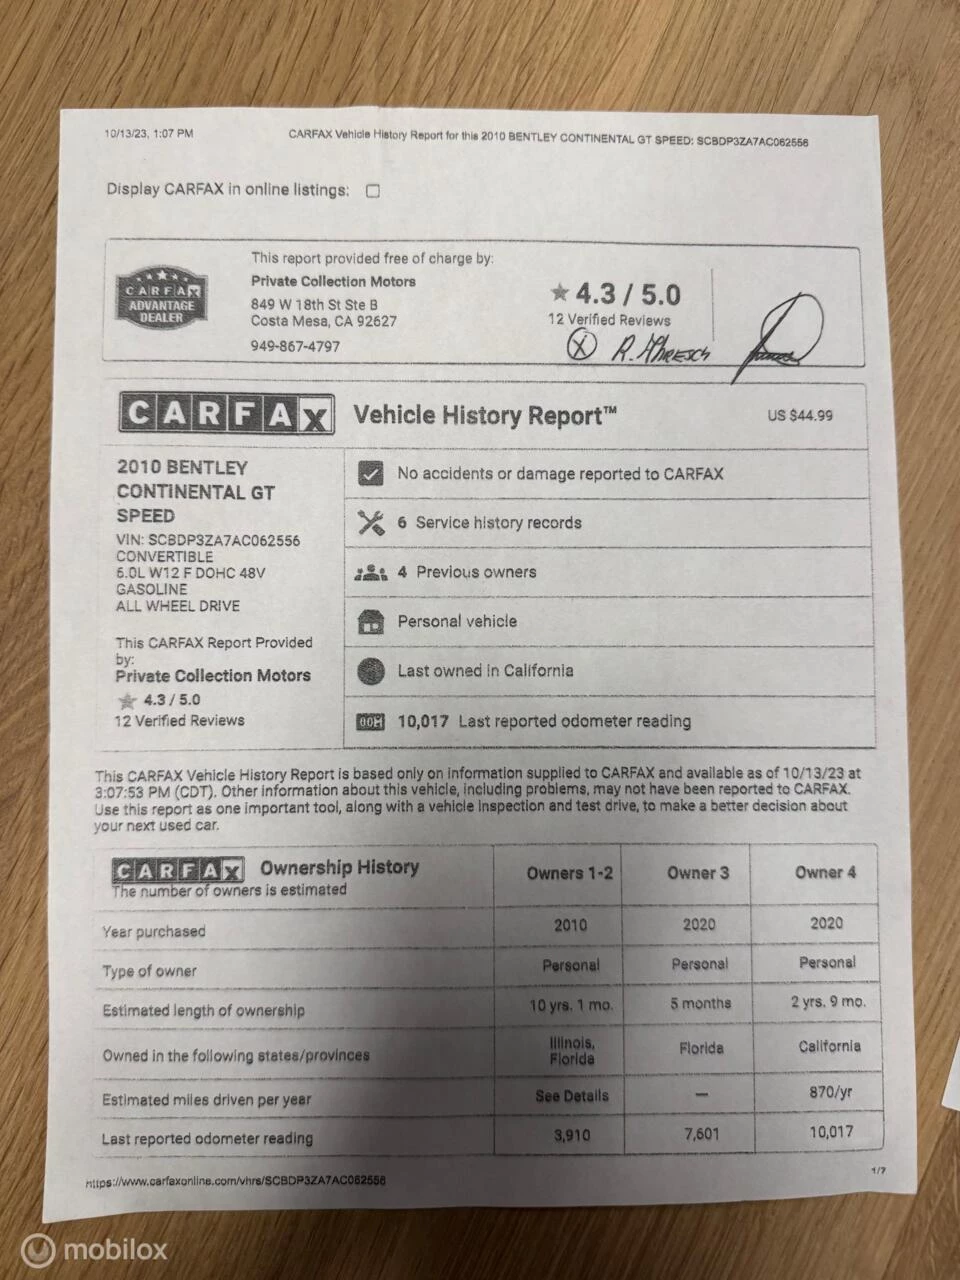 10/13/23, 1:07 PM CARFAX Vehicle History Report for this 2010 BENTLEY CONTINENTAL GT SPEED: SCBDP3ZA7AC062556
Display CARFAX in online listings:
This report provided free of charge by:
Private Collection Motors
849 W 18th St Ste B
Costa Mesa, CA 92627
949-867-4797
CARFAX
ADVANTAGE
DEALER
4.3 / 5.0
12 Verified Reviews
X R.
CARFAX Vehicle History Report™ US $44.99
2010 BENTLEY
CONTINENTAL GT
SPEED
VIN: SCBDP3ZA7AC062556
CONVERTIBLE
6.0L W12 F DOHC 48V
GASOLINE
ALL WHEEL DRIVE
This CARFAX Report Provided
by:
Private Collection Motors
4.3 / 5.0
12 Verified Reviews
No accidents or damage reported to CARFAX
6 Service history records
4 Previous owners
Personal vehicle
Last owned in California
10,017 Last reported odometer reading
This CARFAX Vehicle History Report is based only on information supplied to CARFAX and available as of 10/13/23 at
3:07:53 PM (CDT). Other information about this vehicle, including problems, may not have been reported to CARFAX.
Use this report as one important tool, along with a vehicle inspection and test drive, to make a better decision about
your next used car.
CARFAX Ownership History
The number of owners is estimated
Owners 1-2 Owner 3 Owner 4
Year purchased 2010 2020 2020
Type of owner Personal Personal Personal
Estimated length of ownership 10 yrs. 1 mo. 5 months 2 yrs. 9 mo.
Owned in the following states/provinces Illinois, Florida Florida California
Estimated miles driven per year See Details — 870/yr
Last reported odometer reading 3,910 7,601 10,017
https://www.carfaxonline.com/vhrs/SCBDP3ZA7AC062556 1/7
mobilox